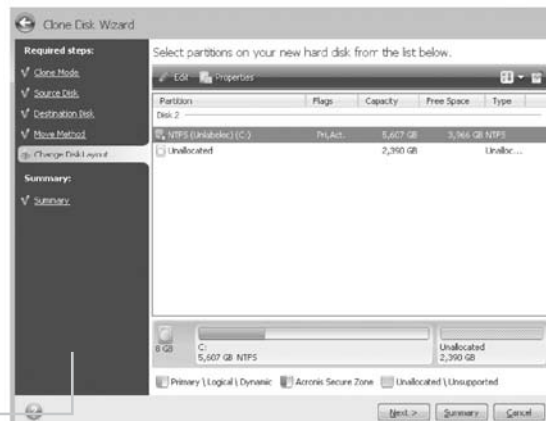 Clone Disk Wizard
Required steps:
Clone Mode
Source Disk
Destination Disk
Move Method
Change Disk Layout
Summary:
Summary
Select partitions on your new hard disk from the list below.
Edit Properties
Partition Flags Capacity Free Space Type
Disk 2
NTFS (Unlabeled) (C:) Pri,Act. 5,607 GB 3,966 GB NTFS
Unallocated 2,390 GB Unalloc...
8 GB
C:
5,607 GB NTFS
Unallocated
2,390 GB
Primary \ Logical \ Dynamic Acronis Secure Zone Unallocated \ Unsupported
Next > Summary Cancel